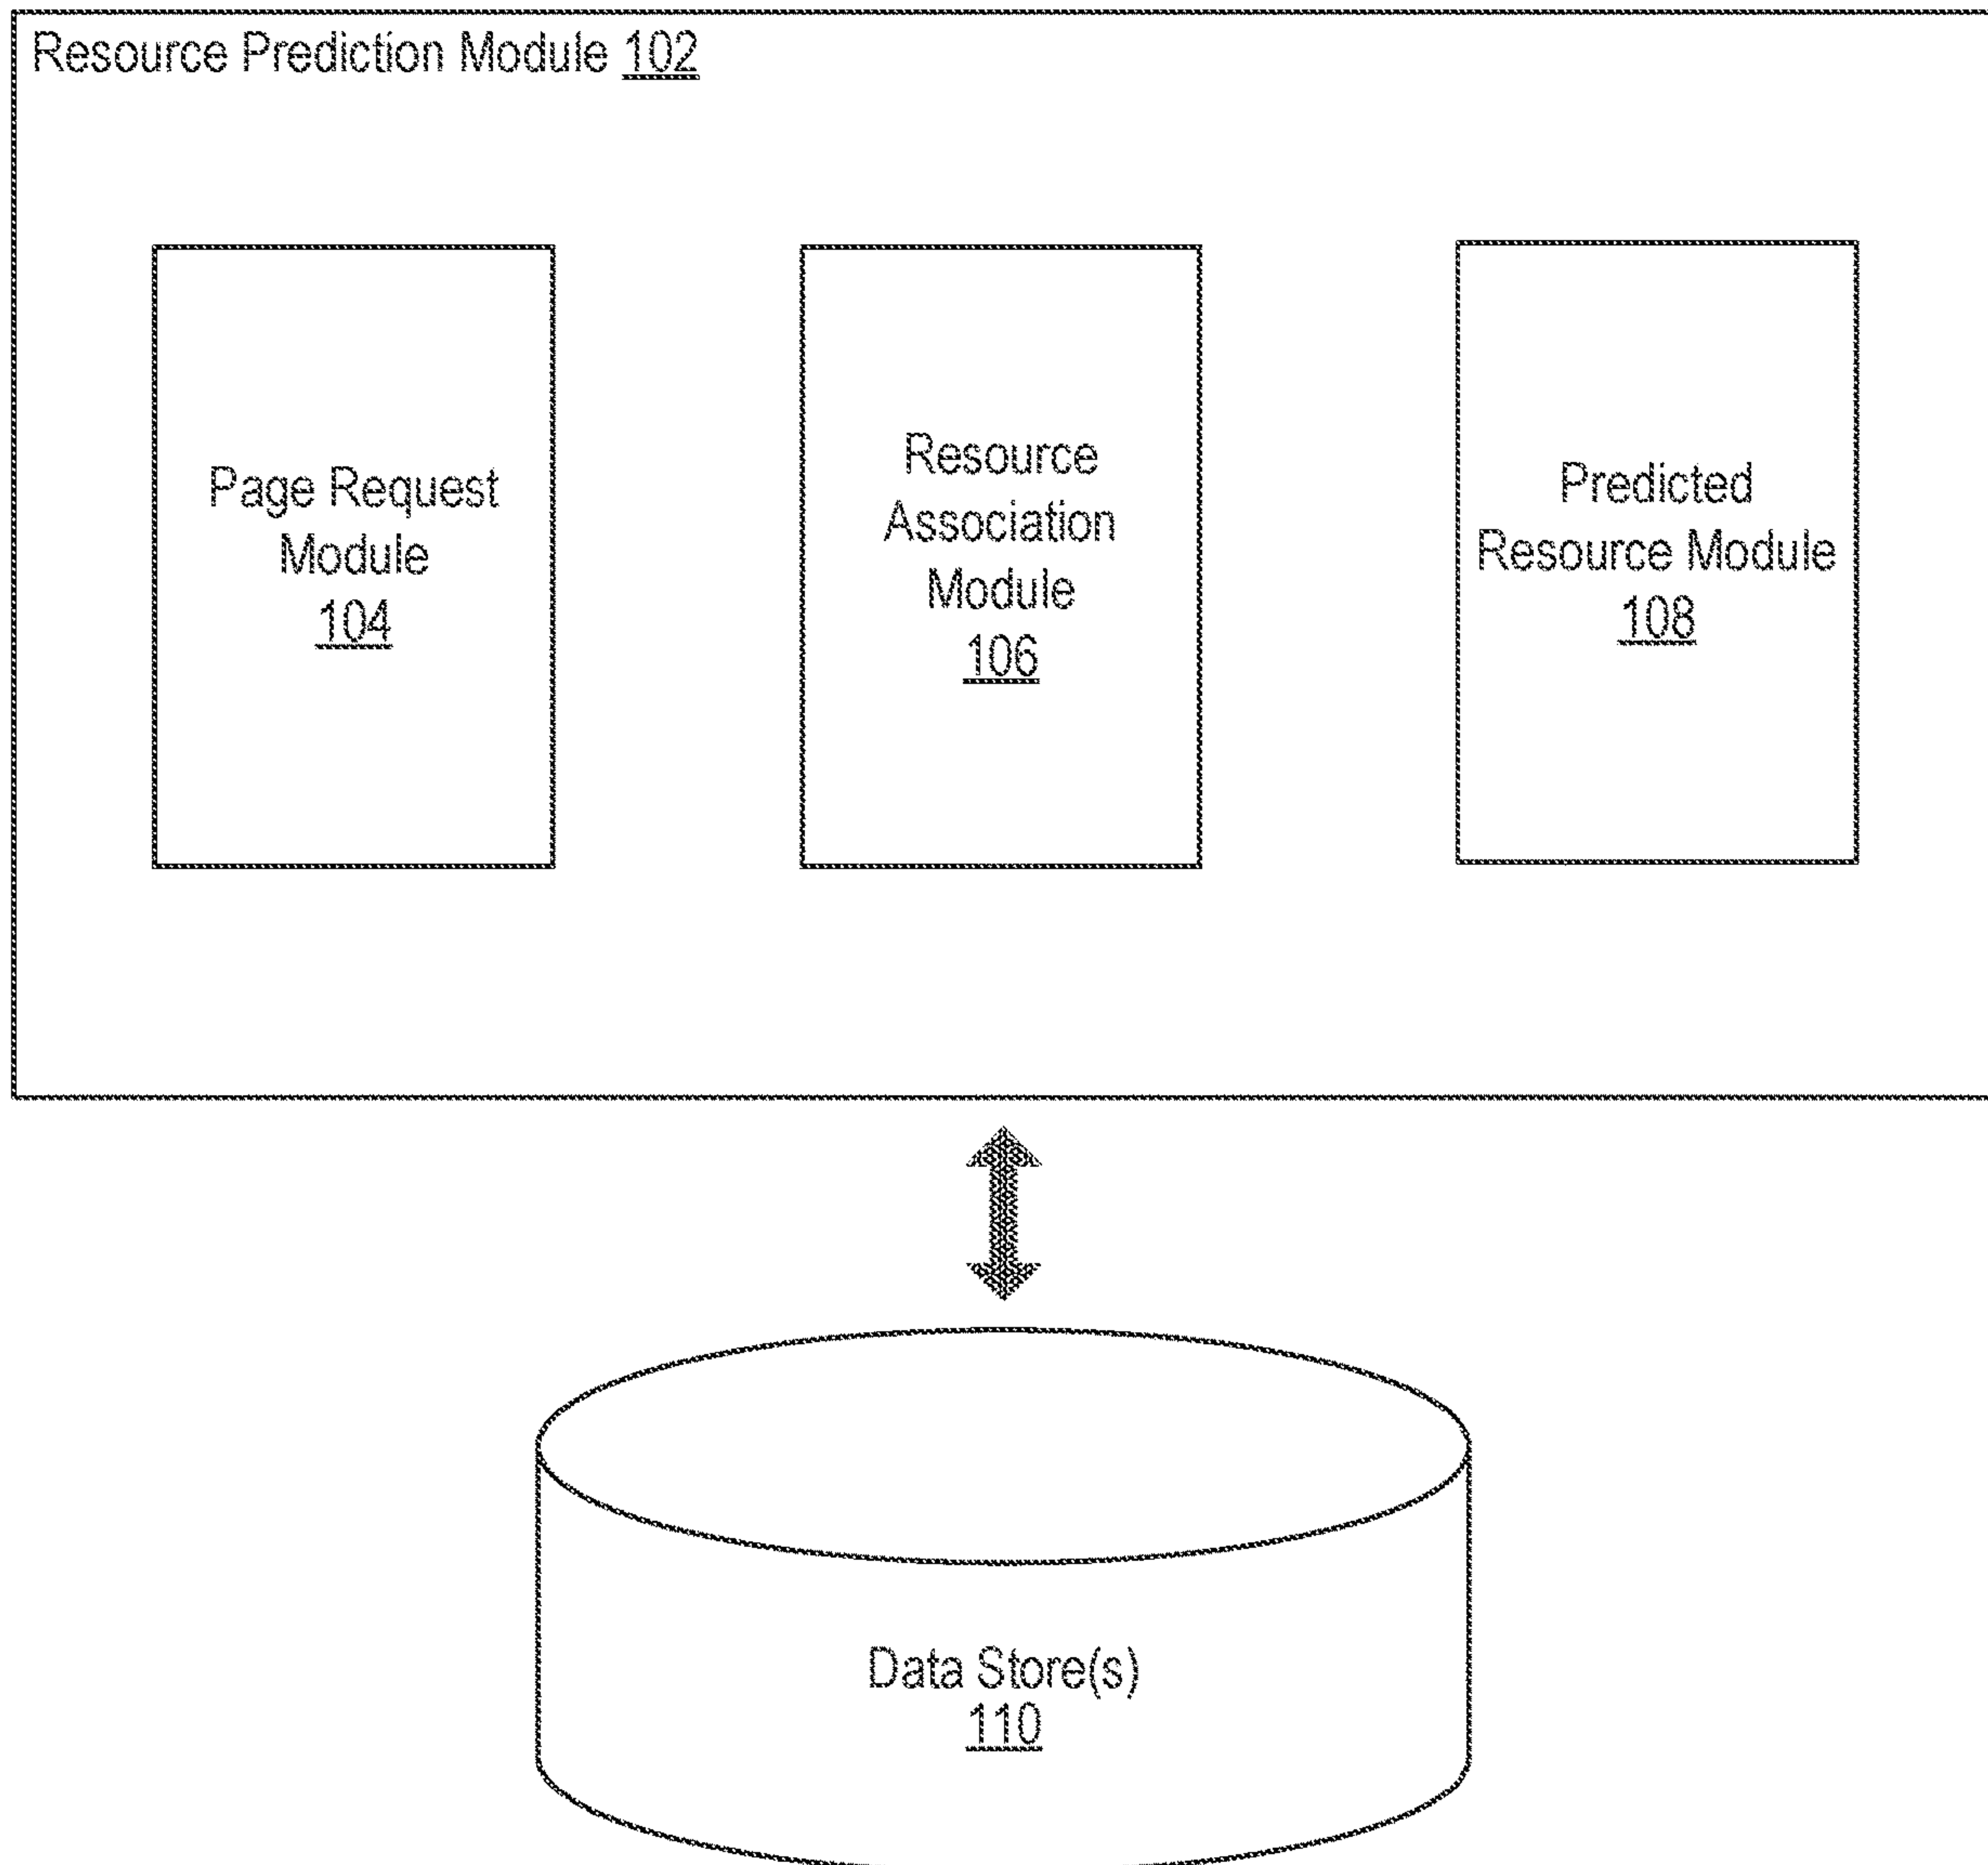 Resource Prediction Module 102
Page Request
Module
104
Resource
Association
Module
106
Predicted
Resource Module
108
Data Store(s)
110